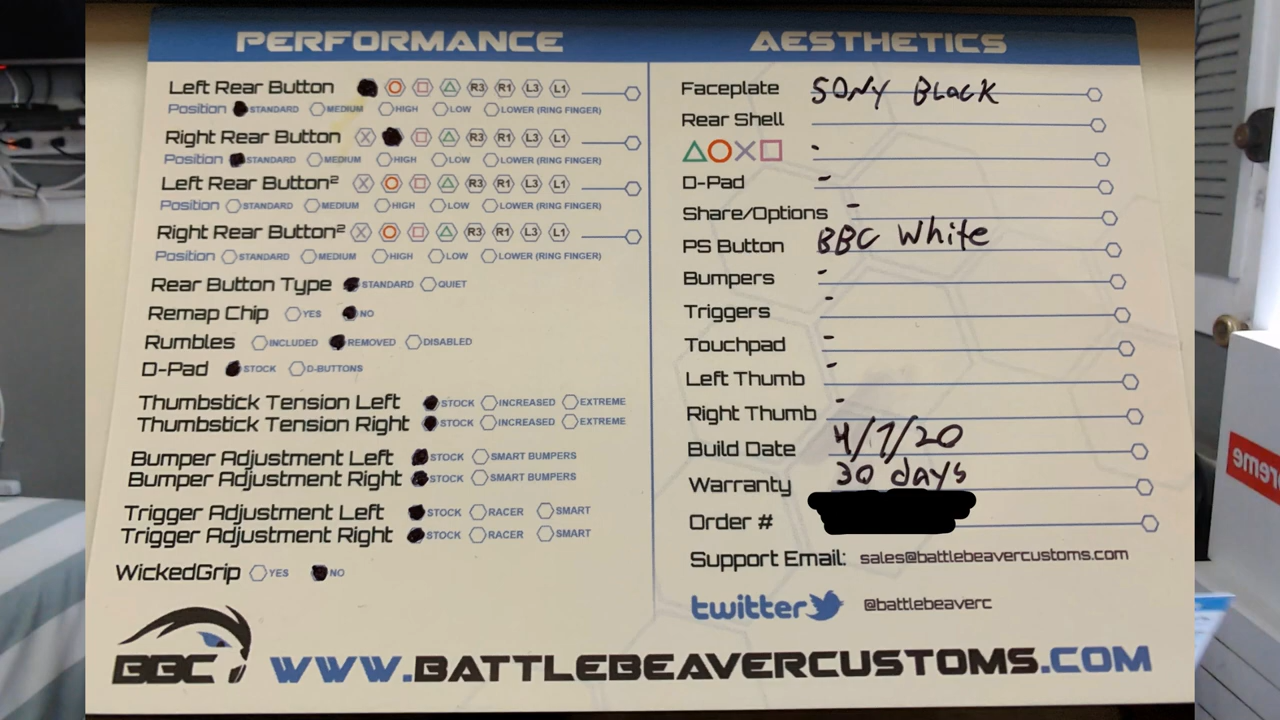 PERFORMANCE
Left Rear Button R3 R1 L3 L1
Position STANDARD MEDIUM HIGH LOW LOWER (RING FINGER)
Right Rear Button X R3 R1 L3 L1
Position STANDARD MEDIUM HIGH LOW LOWER (RING FINGER)
Left Rear Button² X R3 R1 L3 L1
Position STANDARD MEDIUM HIGH LOW LOWER (RING FINGER)
Right Rear Button² X R3 R1 L3 L1
Position STANDARD MEDIUM HIGH LOW LOWER (RING FINGER)
Rear Button Type STANDARD QUIET
Remap Chip YES NO
Rumbles INCLUDED REMOVED DISABLED
D-Pad STOCK D-BUTTONS
Thumbstick Tension Left STOCK INCREASED EXTREME
Thumbstick Tension Right STOCK INCREASED EXTREME
Bumper Adjustment Left STOCK SMART BUMPERS
Bumper Adjustment Right STOCK SMART BUMPERS
Trigger Adjustment Left STOCK RACER SMART
Trigger Adjustment Right STOCK RACER SMART
WickedGrip YES NO
AESTHETICS
Faceplate SONY Black
Rear Shell
△○X□ -
D-Pad -
Share/Options -
PS Button BBC White
Bumpers -
Triggers -
Touchpad -
Left Thumb -
Right Thumb -
Build Date 4/7/20
Warranty 30 days
Order #
Support Email: sales@battlebeavercustoms.com
twitter @battlebeaverc
BBC WWW.BATTLEBEAVERCUSTOMS.COM